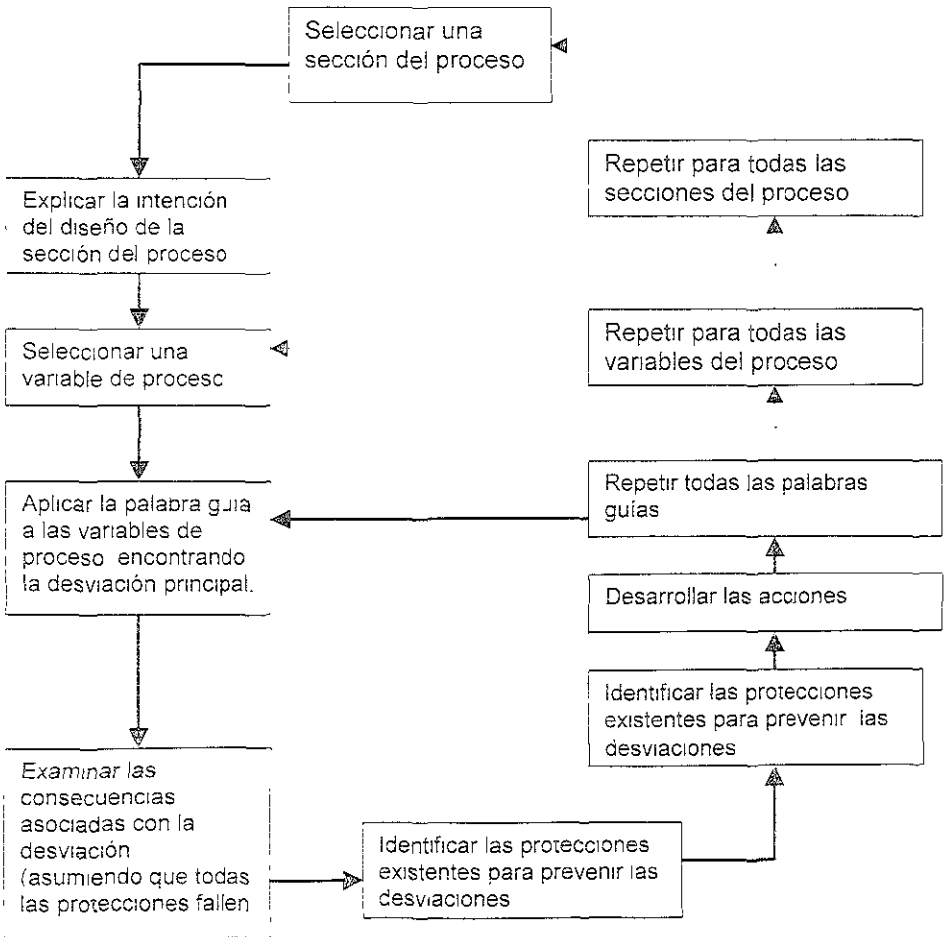 Seleccionar una
sección del proceso
Explicar la intención
del diseño de la
sección del proceso
Seleccionar una
variable de proceso
Aplicar la palabra guia
a las variables de
proceso encontrando
la desviación principal.
Examinar las
consecuencias
asociadas con la
desviación
(asumiendo que todas
las protecciones fallen
Identificar las protecciones
existentes para prevenir las
desviaciones
Identificar las protecciones
existentes para prevenir las
desviaciones
Desarrollar las acciones
Repetir todas las palabras
guías
Repetir para todas las
variables del proceso
Repetir para todas las
secciones del proceso